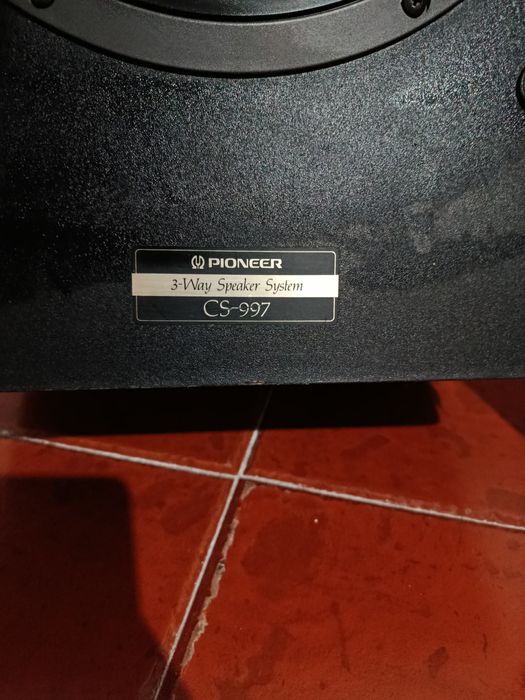 PIONEER
3-Way Speaker System
CS-997